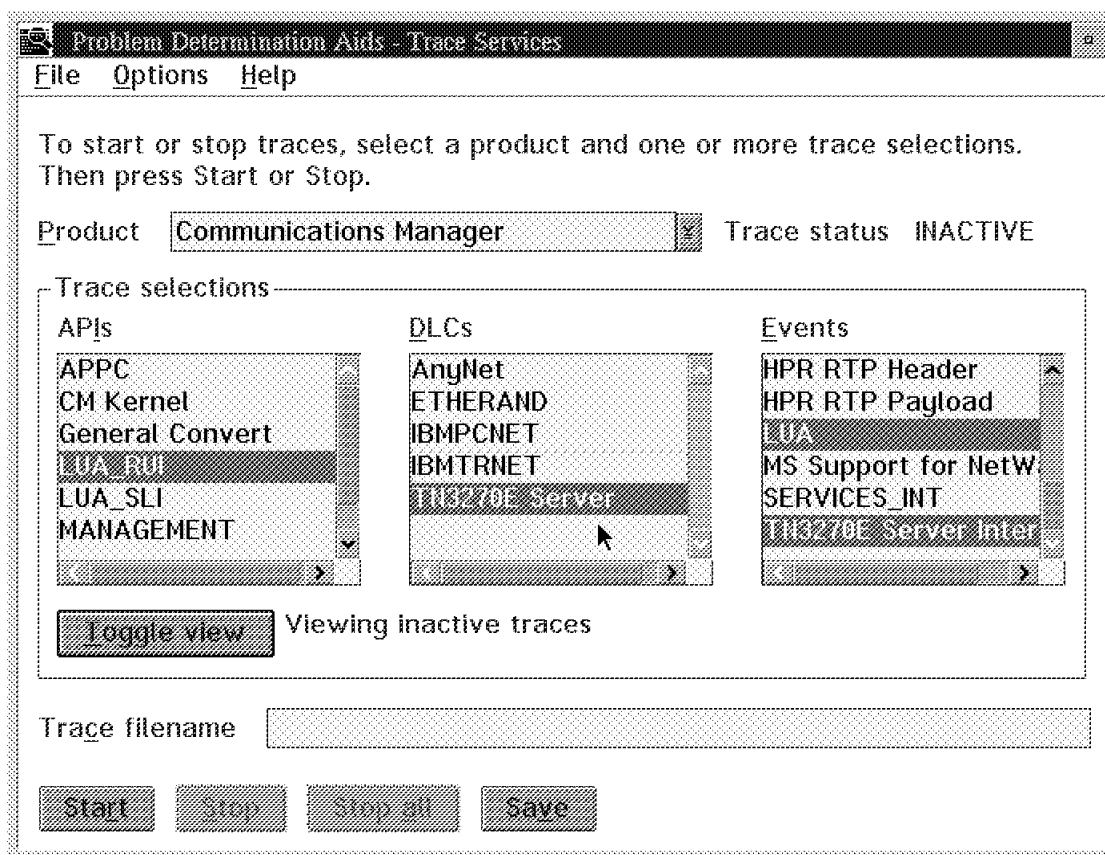 Problem Determination Aids - Trace Services
File Options Help
To start or stop traces, select a product and one or more trace selections.
Then press Start or Stop.
Product Communications Manager Trace status INACTIVE
Trace selections
APIs
APPC
CM Kernel
General Convert
LUA_RUI
LUA_SLI
MANAGEMENT
DLCs
AnyNet
ETHERAND
IBMPCNET
IBMTRNET
TN3270E Server
Events
HPR RTP Header
HPR RTP Payload
LUA
MS Support for NetW
SERVICES_INT
TN3270E Server Inter
Toggle view Viewing inactive traces
Trace filename
Start Stop Stop all Save